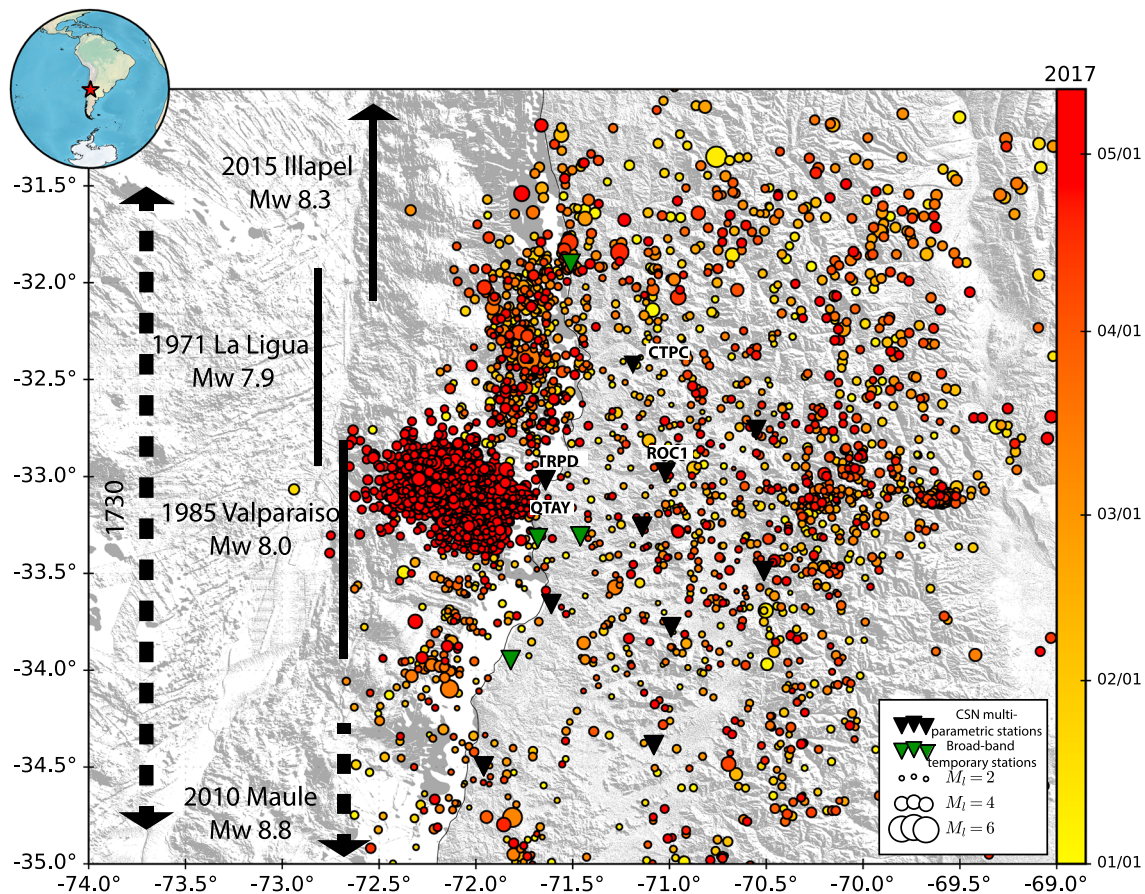 2017
05/01
04/01
03/01
02/01
01/01
-31.5°
-32.0°
-32.5°
-33.0°
-33.5°
-34.0°
-34.5°
-35.0°
2015 Illapel
Mw 8.3
1971 La Ligua
Mw 7.9
1730
1985 Valparaiso
Mw 8.0
2010 Maule
Mw 8.8
CTPC
ROC1
TRPD
QTAY
CSN multi-
parametric stations
Broad-band
temporary stations
M_l = 2
M_l = 4
M_l = 6
-74.0° -73.5° -73.0° -72.5° -72.0° -71.5° -71.0° -70.5° -70.0° -69.5° -69.0°